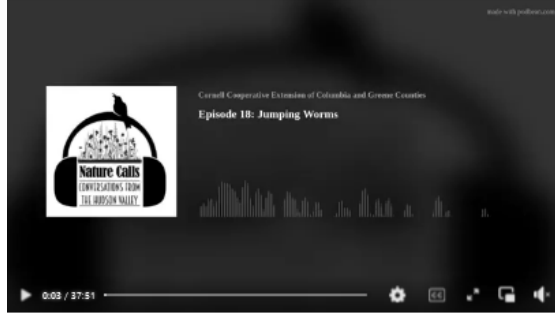 made with podbean.com
Cornell Cooperative Extension of Columbia and Greene Counties
Episode 18: Jumping Worms
Nature Calls
CONVERSATIONS FROM
THE HUDSON VALLEY
0:03 / 37:51
CC